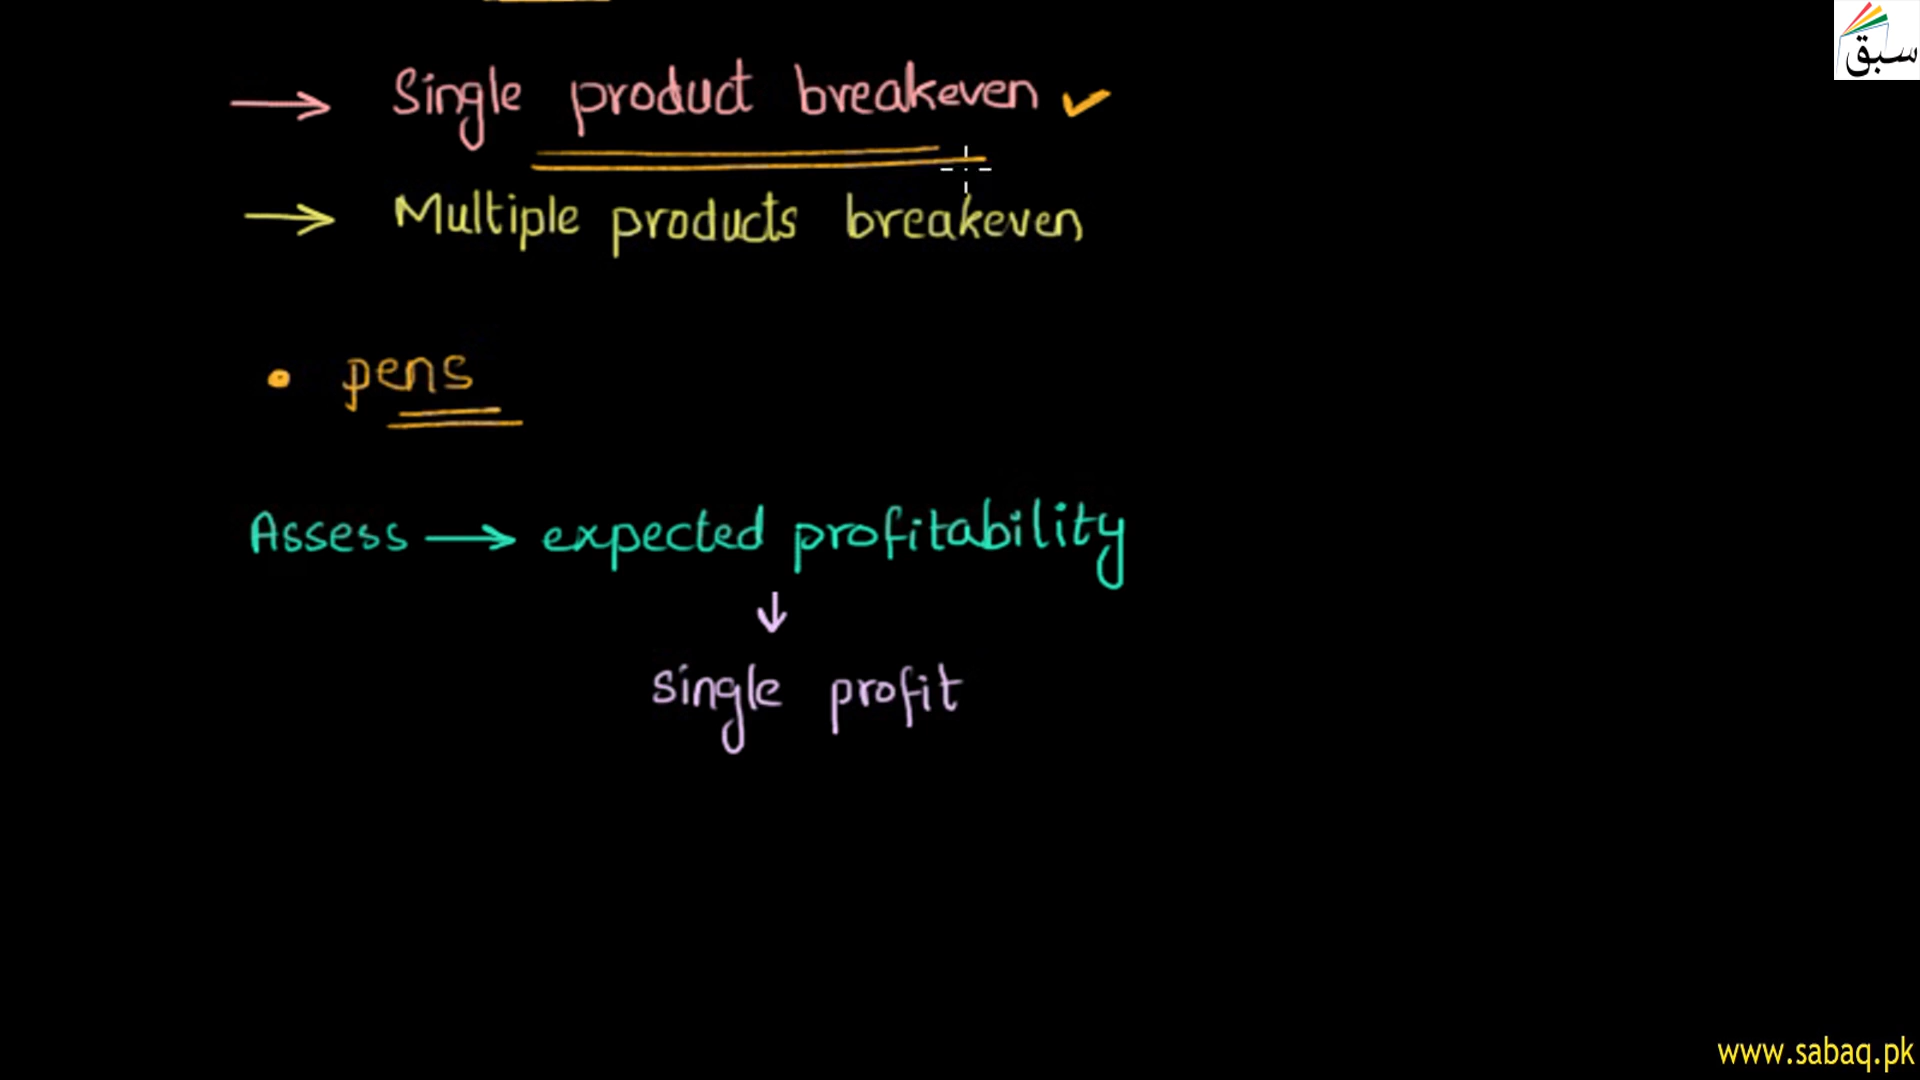 سبق
→ Single product breakeven ✓
→ Multiple products breakeven
• pens
Assess → expected profitability
↓
single profit
www.sabaq.pk